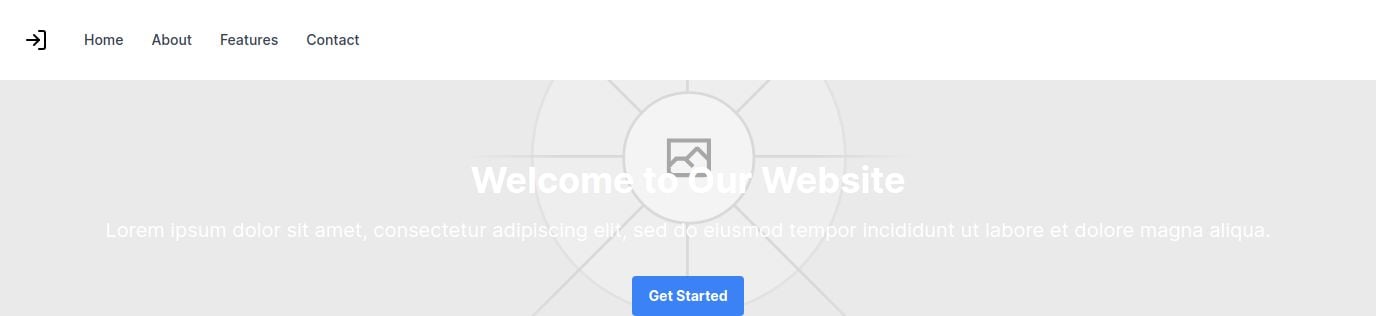 Home About Features Contact
Welcome to Our Website
Lorem ipsum dolor sit amet, consectetur adipiscing elit, sed do eiusmod tempor incididunt ut labore et dolore magna aliqua.
Get Started